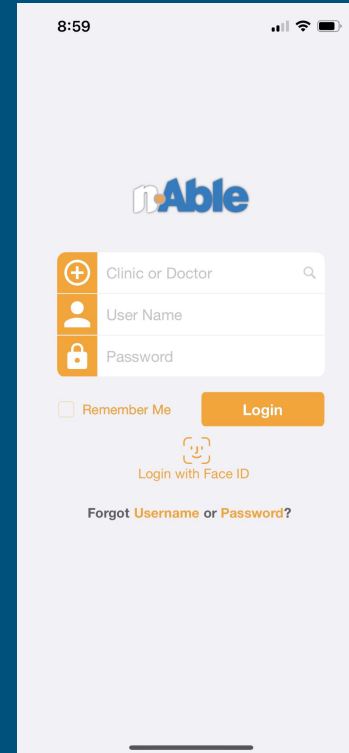 8:59
nAble
Clinic or Doctor
User Name
Password
Remember Me
Login
Login with Face ID
Forgot Username or Password?